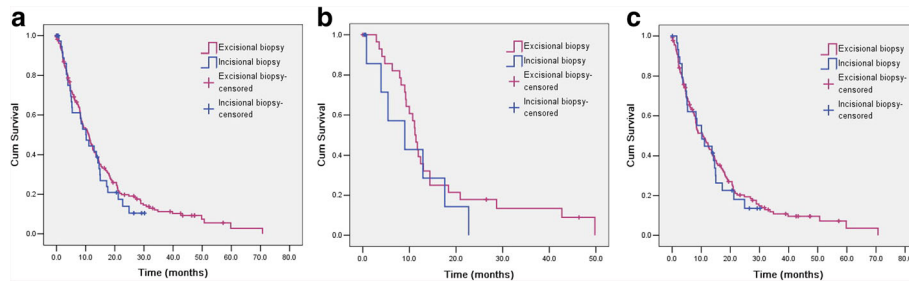 a
Cum Survival
1.0
0.8
0.6
0.4
0.2
0.0
.0 10.0 20.0 30.0 40.0 50.0 60.0 70.0 80.0
Time (months)
Excisional biopsy
Incisional biopsy
Excisional biopsy-
censored
Incisional biopsy-
censored
b
Cum Survival
1.0
0.8
0.6
0.4
0.2
0.0
.0 10.0 20.0 30.0 40.0 50.0
Time (months)
Excisional biopsy
Incisional biopsy
Excisional biopsy-
censored
Incisional biopsy-
censored
c
Cum Survival
1.0
0.8
0.6
0.4
0.2
0.0
.0 10.0 20.0 30.0 40.0 50.0 60.0 70.0 80.0
Time (months)
Excisional biopsy
Incisional biopsy
Excisional biopsy-
censored
Incisional biopsy-
censored